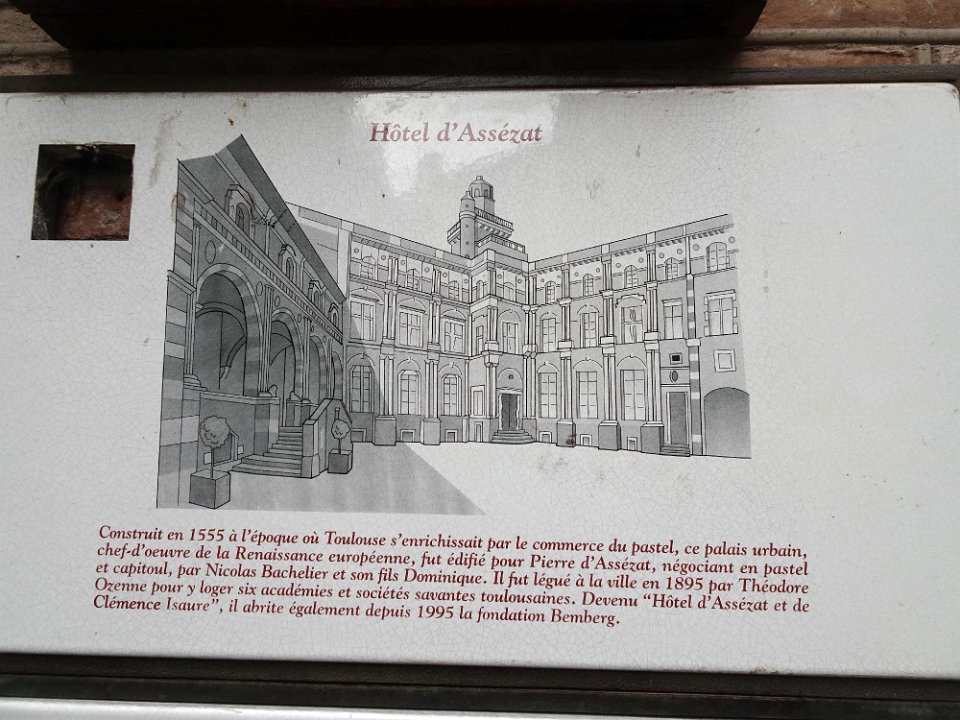 Hôtel d'Assézat
Construit en 1555 à l'époque où Toulouse s'enrichissait par le commerce du pastel, ce palais urbain,
chef-d'oeuvre de la Renaissance européenne, fut édifié pour Pierre d'Assézat, négociant en pastel
et capitoul, par Nicolas Bachelier et son fils Dominique. Il fut légué à la ville en 1895 par Théodore
Ozenne pour y loger six académies et sociétés savantes toulousaines. Devenu "Hôtel d'Assézat et de
Clémence Isaure", il abrite également depuis 1995 la fondation Bemberg.